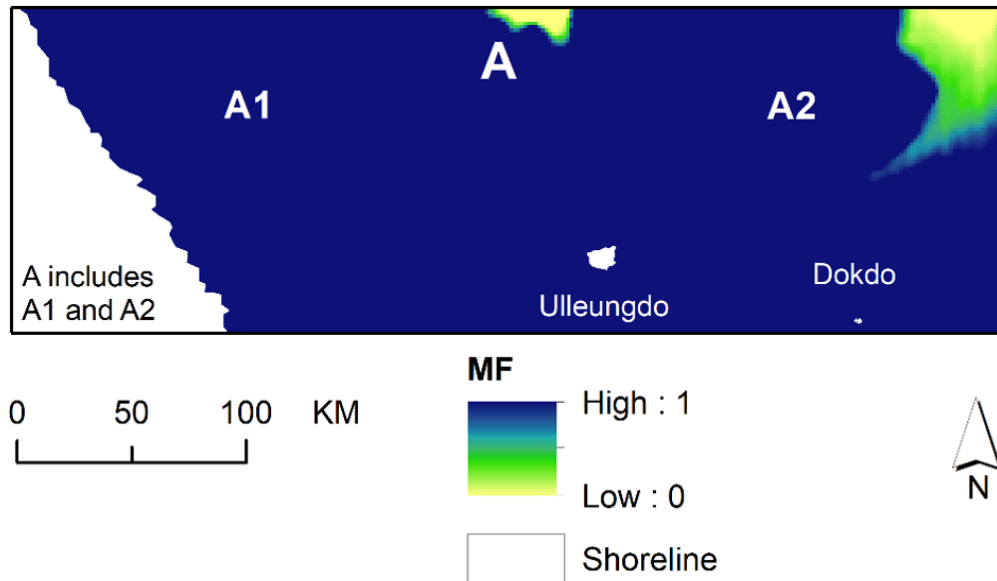 A
A1
A2
A includes
A1 and A2
Ulleungdo
Dokdo
MF
High : 1
Low : 0
Shoreline
0 50 100 KM
N